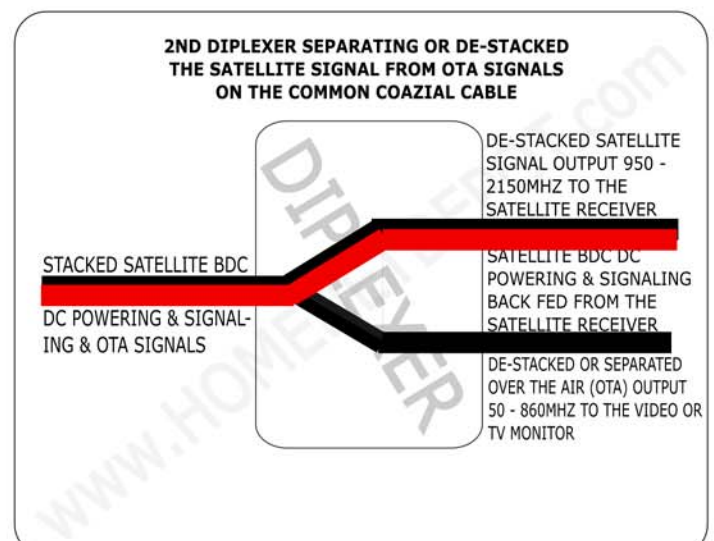 2ND DIPLEXER SEPARATING OR DE-STACKED
THE SATELLITE SIGNAL FROM OTA SIGNALS
ON THE COMMON COAZIAL CABLE
DE-STACKED SATELLITE
SIGNAL OUTPUT 950 -
2150MHZ TO THE
SATELLITE RECEIVER
STACKED SATELLITE BDC
DC POWERING & SIGNAL-
ING & OTA SIGNALS
DIPLEXER
SATELLITE BDC DC
POWERING & SIGNALING
BACK FED FROM THE
SATELLITE RECEIVER
DE-STACKED OR SEPARATED
OVER THE AIR (OTA) OUTPUT
50 - 860MHZ TO THE VIDEO OR
TV MONITOR